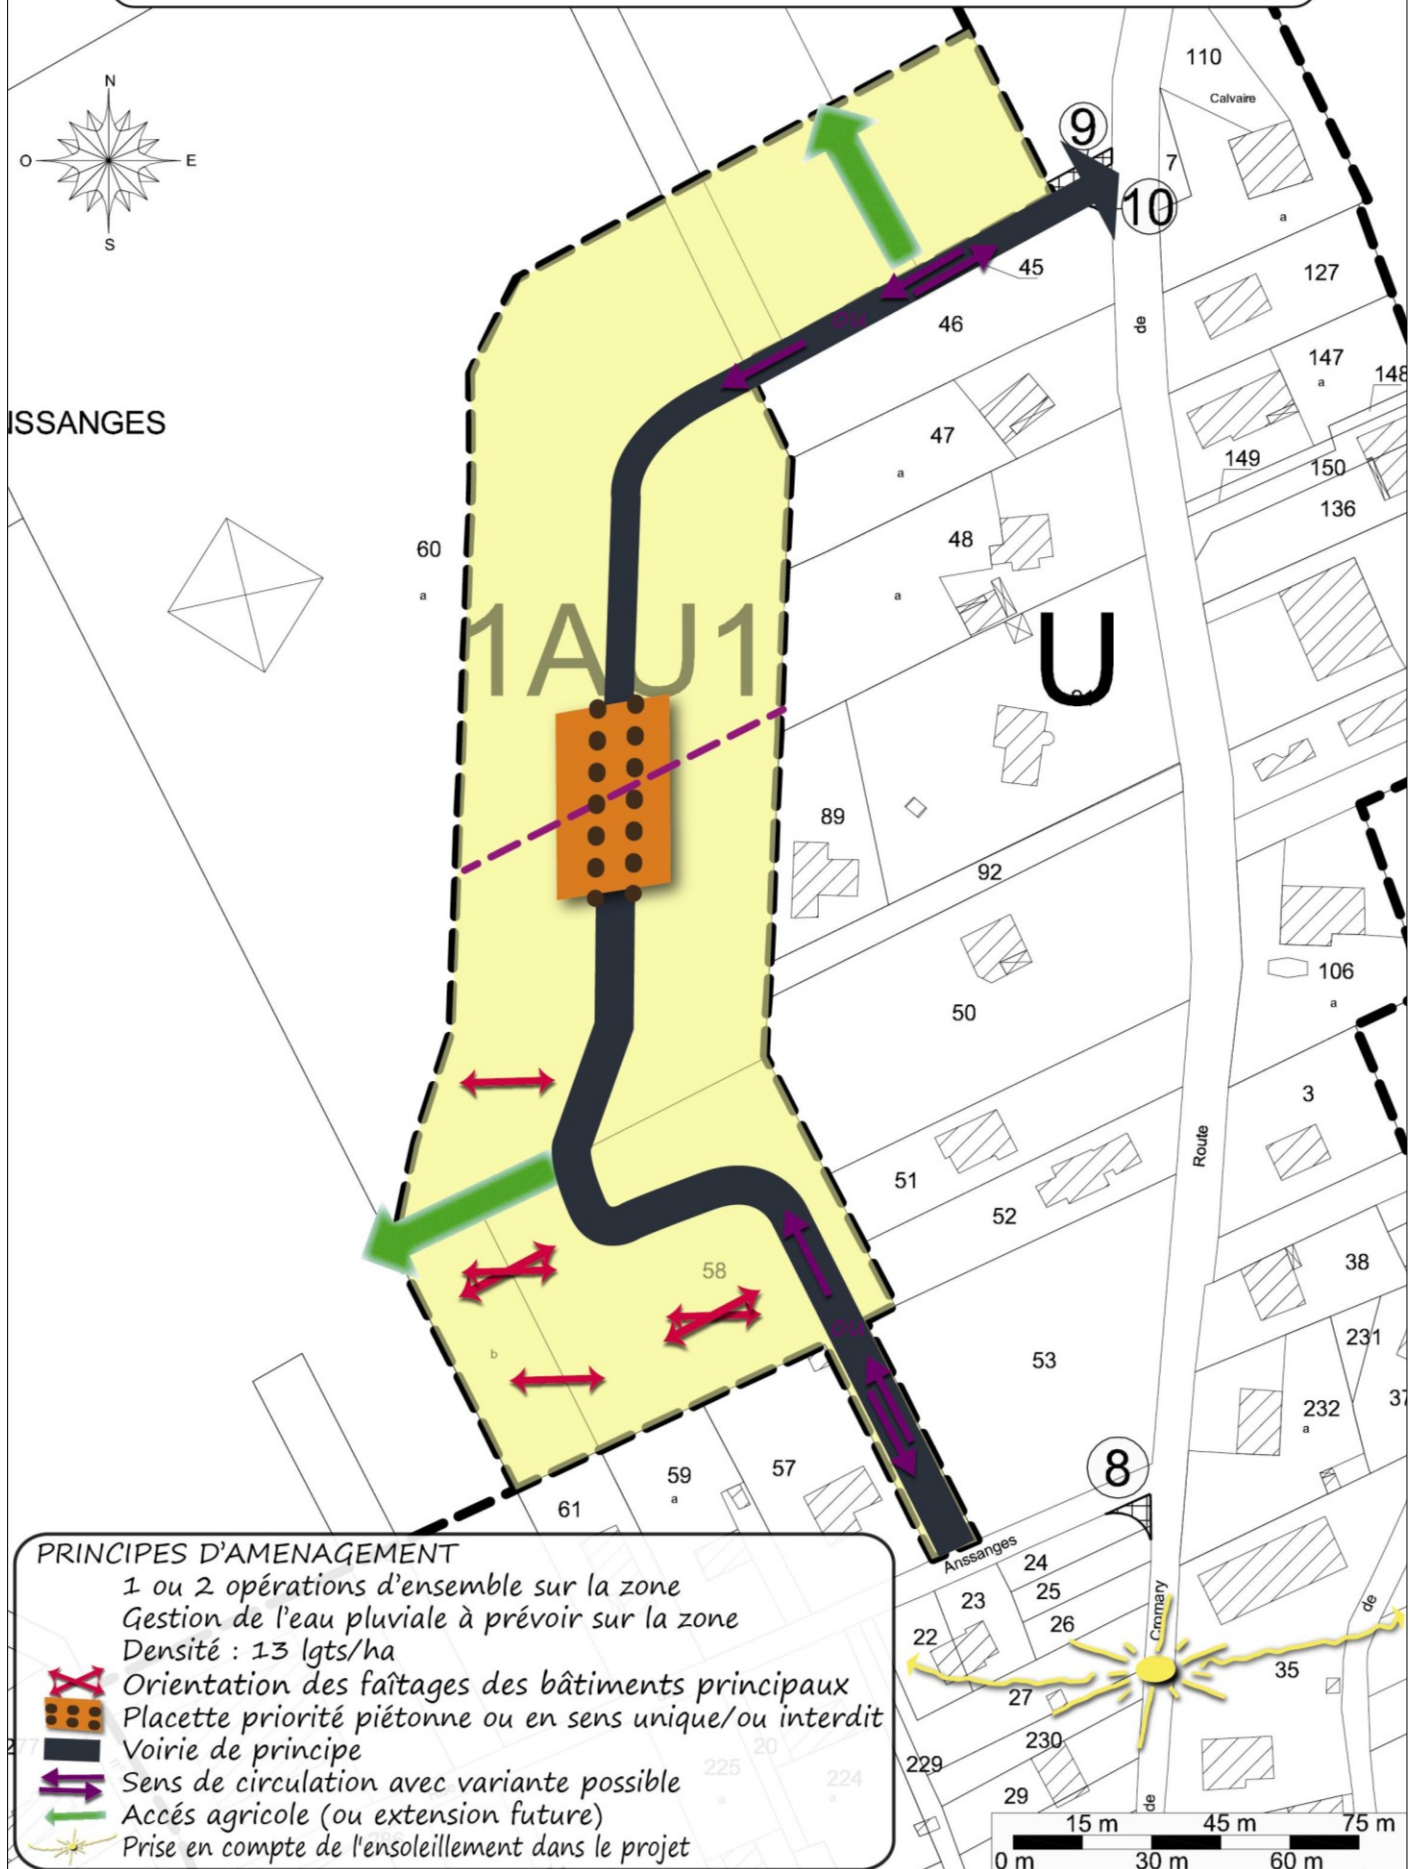 N
O
E
S
110
Calvaire
9
7
10
a
45
127
46
de
147
a
148
ISSANGES
47
a
149
150
136
60
a
48
a
1AU1
U
89
92
106
a
50
3
Route
51
52
38
58
OU
231
53
b
232
a
37
8
59
a
57
61
Anssanges
24
25
23
26
22
Cromary
de
35
27
230
229
29
de
PRINCIPES D'AMENAGEMENT
1 ou 2 opérations d'ensemble sur la zone
Gestion de l'eau pluviale à prévoir sur la zone
Densité : 13 lgts/ha
Orientation des faîtages des bâtiments principaux
Placette priorité piétonne ou en sens unique/ou interdit
Voirie de principe
Sens de circulation avec variante possible
Accés agricole (ou extension future)
Prise en compte de l'ensoleillement dans le projet
225
20
224
15 m 45 m 75 m
0 m 30 m 60 m